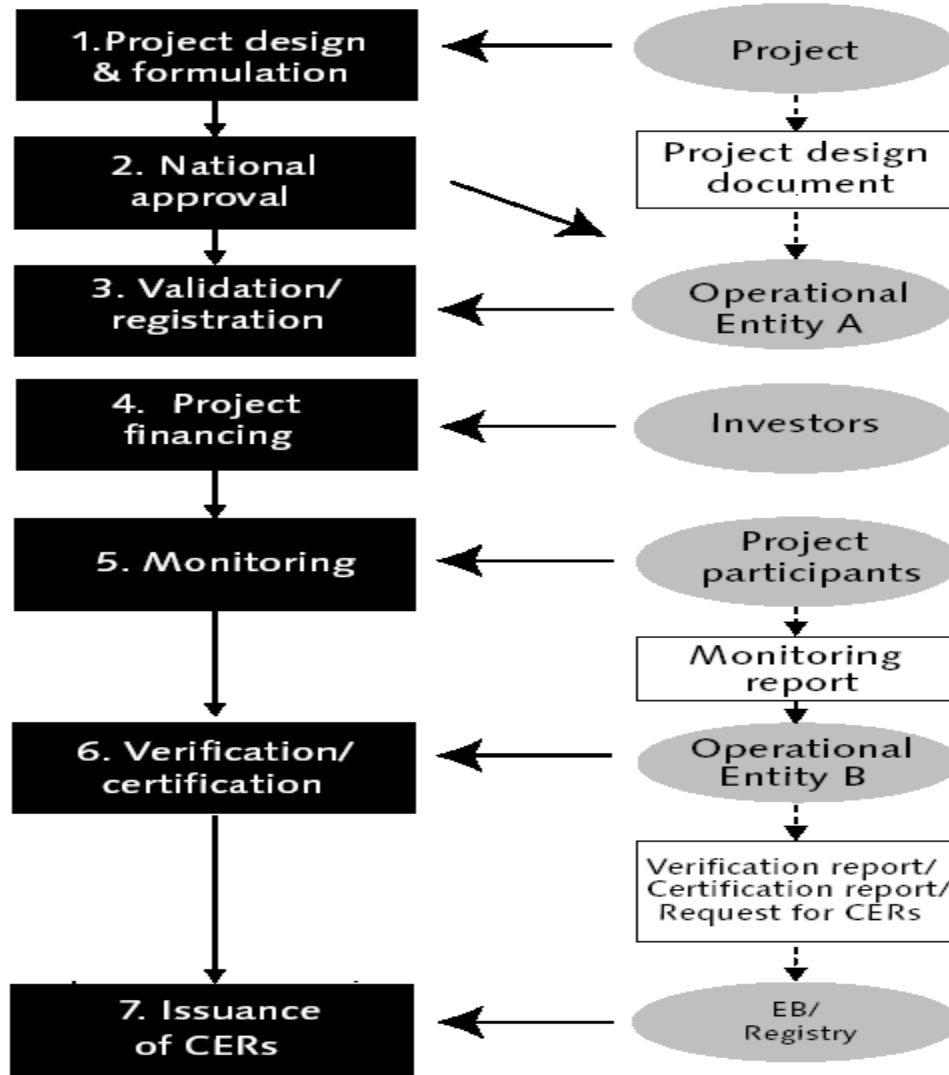 1.Project design
& formulation
Project
Project design
document
2. National
approval
3. Validation/
registration
Operational
Entity A
4. Project
financing
Investors
5. Monitoring
Project
participants
Monitoring
report
6. Verification/
certification
Operational
Entity B
Verification report/
Certification report/
Request for CERs
7. Issuance
of CERs
EB/
Registry